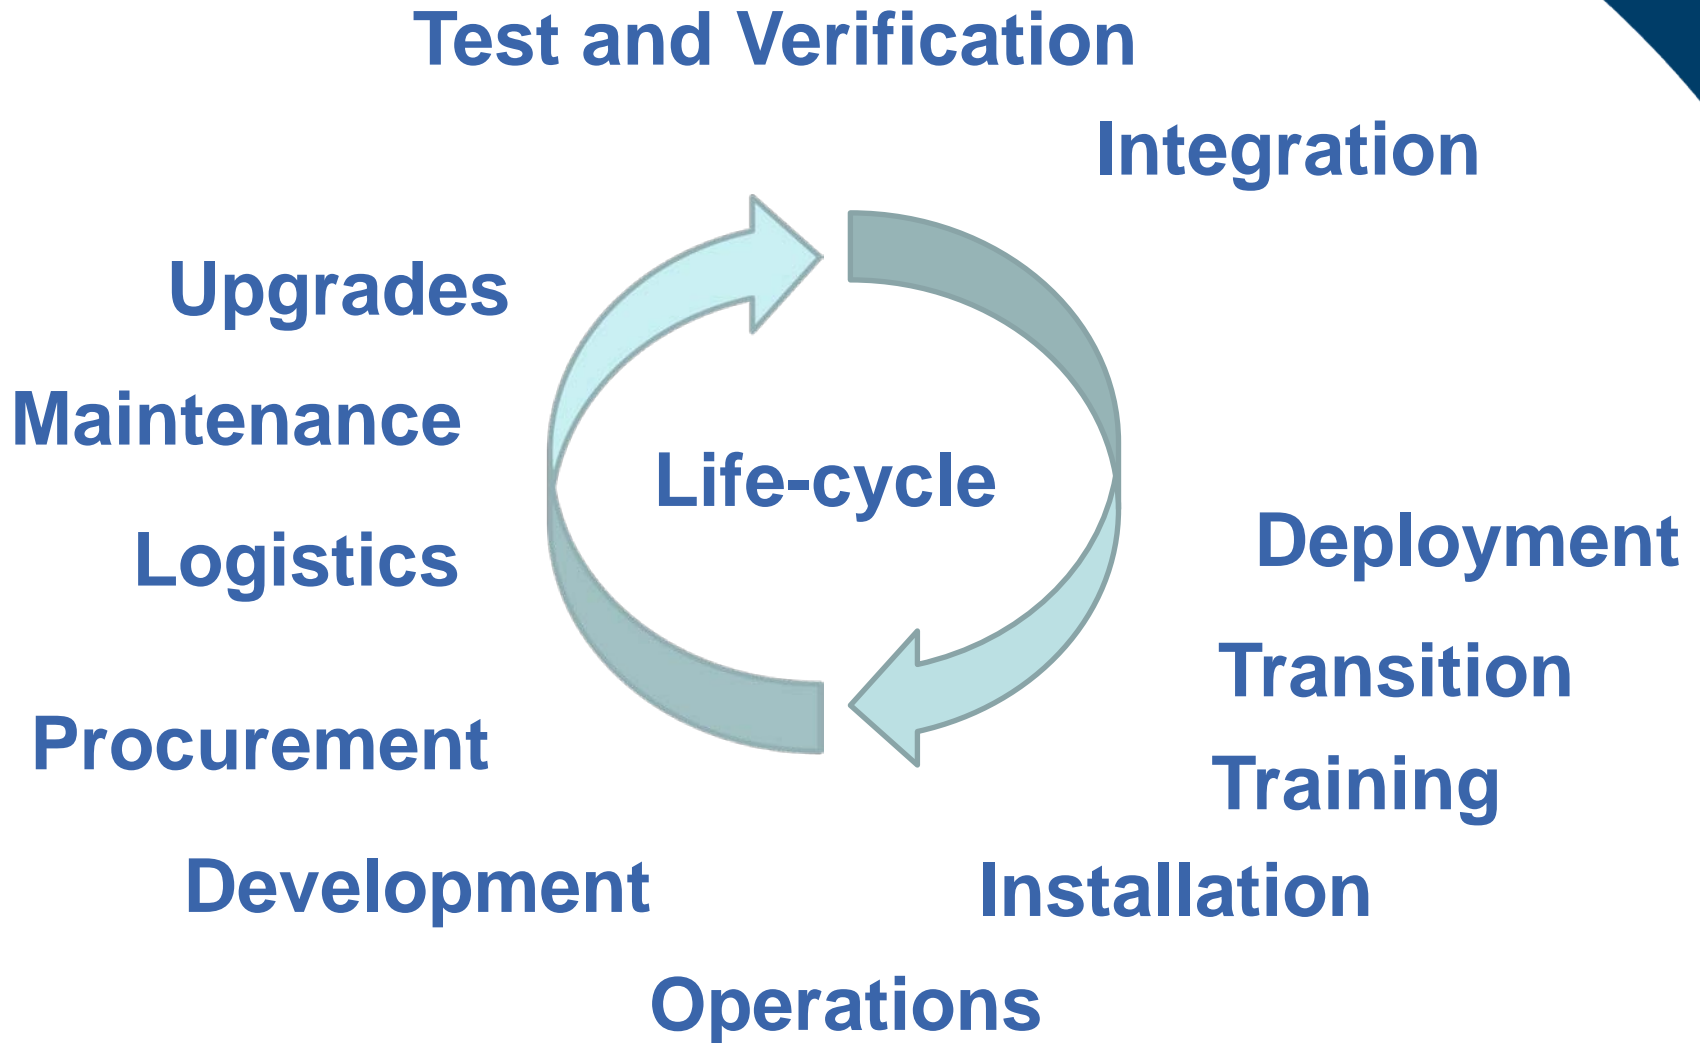 Test and Verification
Integration
Upgrades
Maintenance
Life-cycle
Logistics
Deployment
Transition
Procurement
Training
Development
Installation
Operations